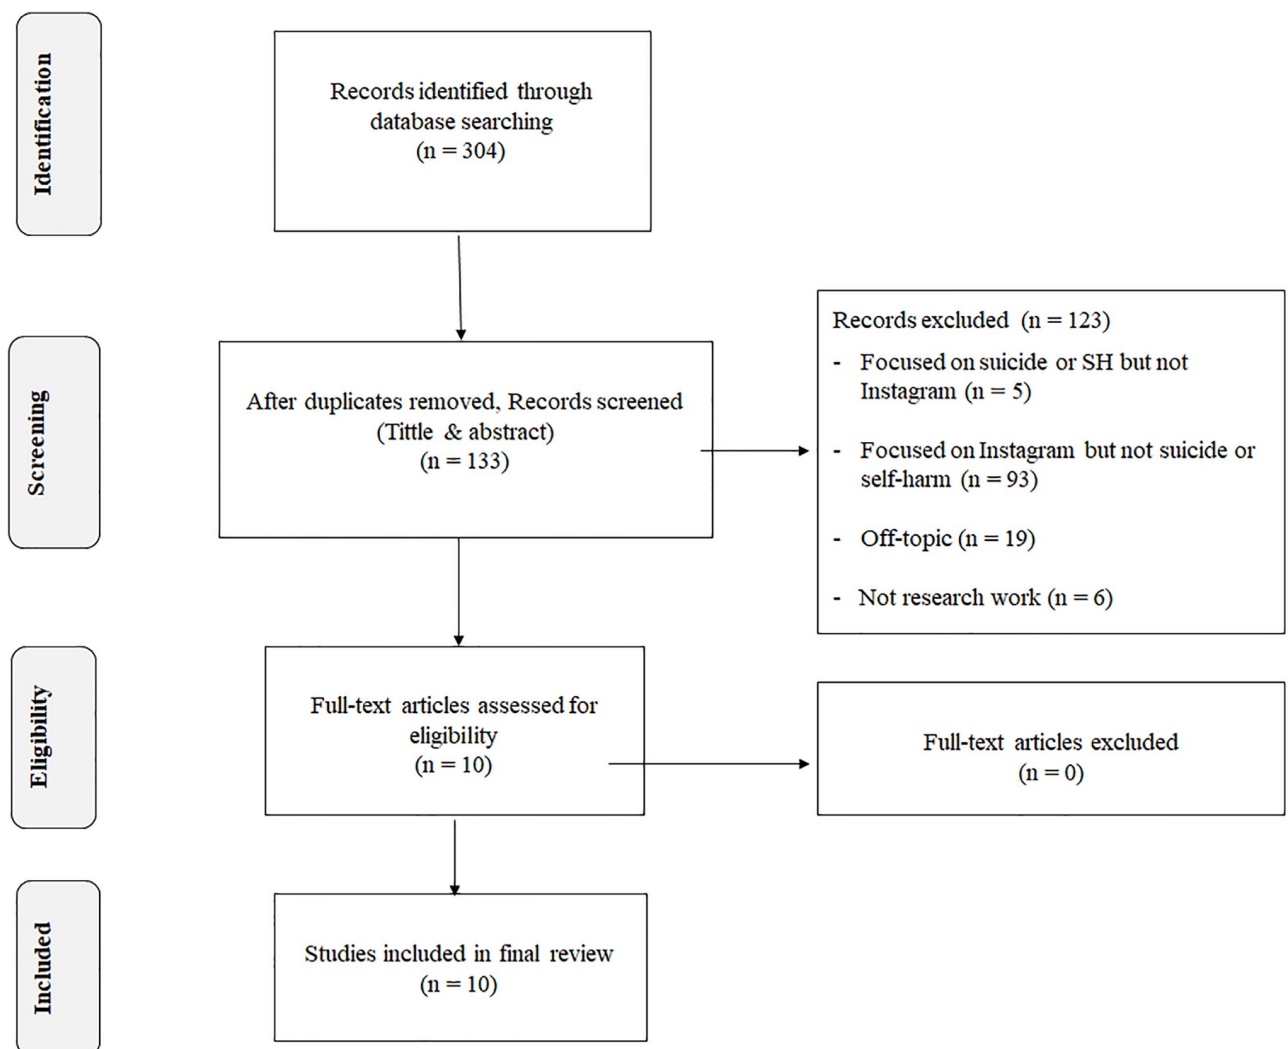 Identification
Records identified through
database searching
(n = 304)
Screening
After duplicates removed, Records screened
(Tittle & abstract)
(n = 133)
Records excluded (n = 123)
- Focused on suicide or SH but not
Instagram (n = 5)
- Focused on Instagram but not suicide or
self-harm (n = 93)
- Off-topic (n = 19)
- Not research work (n = 6)
Eligibility
Full-text articles assessed for
eligibility
(n = 10)
Full-text articles excluded
(n = 0)
Included
Studies included in final review
(n = 10)